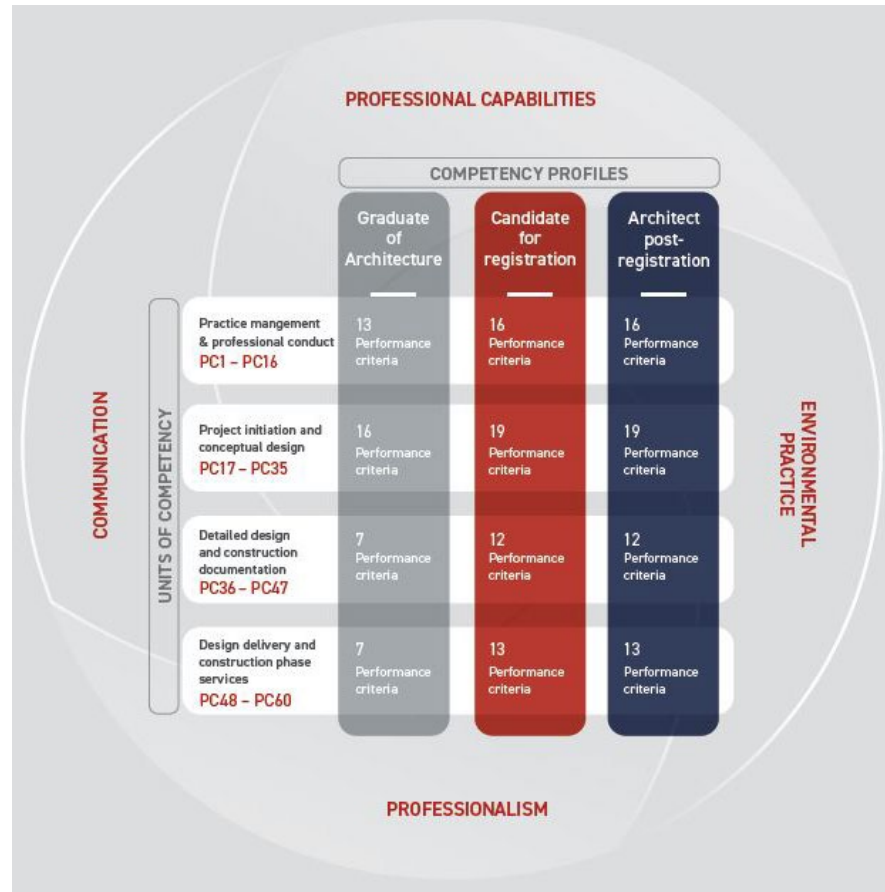 PROFESSIONAL CAPABILITIES
COMPETENCY PROFILES
Graduate
of
Architecture
Candidate
for
registration
Architect
post-
registration
COMMUNICATION
UNITS OF COMPETENCY
Practice mangement
& professional conduct
PC1 – PC16
13
Performance
criteria
16
Performance
criteria
16
Performance
criteria
Project initiation and
conceptual design
PC17 – PC35
16
Performance
criteria
19
Performance
criteria
19
Performance
criteria
Detailed design
and construction
documentation
PC36 – PC47
7
Performance
criteria
12
Performance
criteria
12
Performance
criteria
Design delivery and
construction phase
services
PC48 – PC60
7
Performance
criteria
13
Performance
criteria
13
Performance
criteria
ENVIRONMENTAL
PRACTICE
PROFESSIONALISM